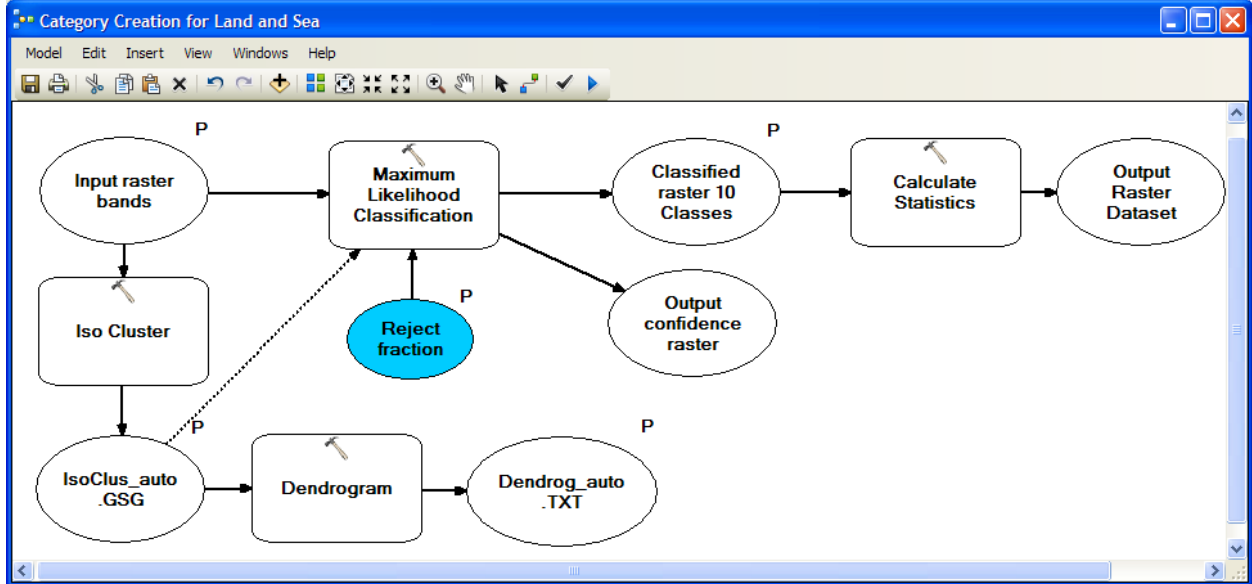 Category Creation for Land and Sea
Model Edit Insert View Windows Help
P
Input raster
bands
Maximum
Likelihood
Classification
P
Classified
raster 10
Classes
Calculate
Statistics
Output
Raster
Dataset
Iso Cluster
P
Reject
fraction
Output
confidence
raster
P
IsoClus_auto
.GSG
Dendrogram
P
Dendrog_auto
.TXT